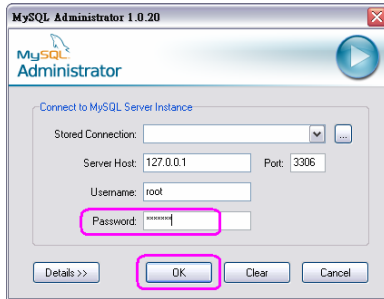 MySQL Administrator 1.0.20
MySQL
Administrator
Connect to MySQL Server Instance
Stored Connection:
...
Server Host: 127.0.0.1 Port: 3306
Username: root
Password: *******
Details >> OK Clear Cancel